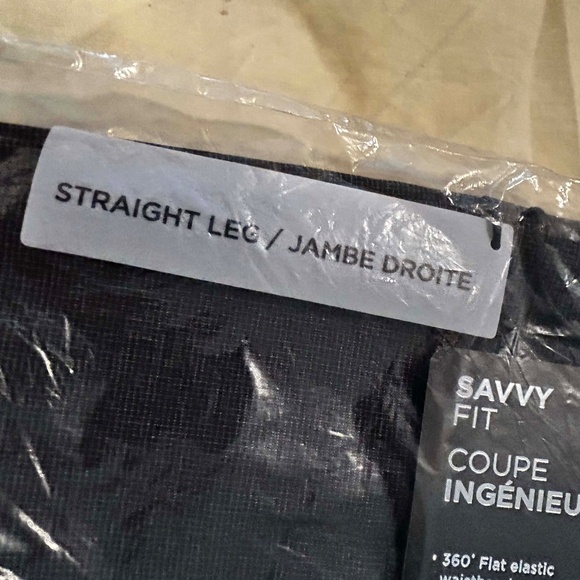 STRAIGHT LEG / JAMBE DROITE
SAVVY
FIT
COUPE
• 360° Flat elastic